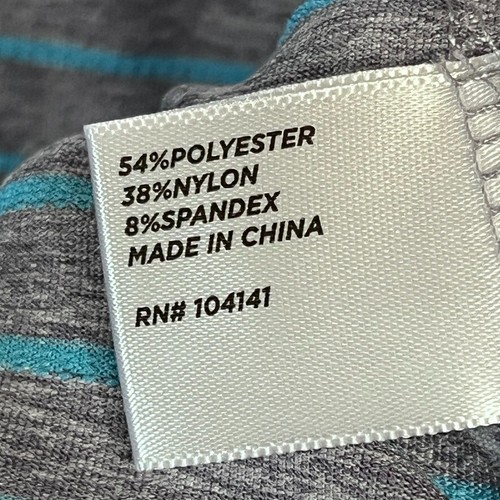 54%POLYESTER
38%NYLON
8%SPANDEX
MADE IN CHINA
RN# 104141